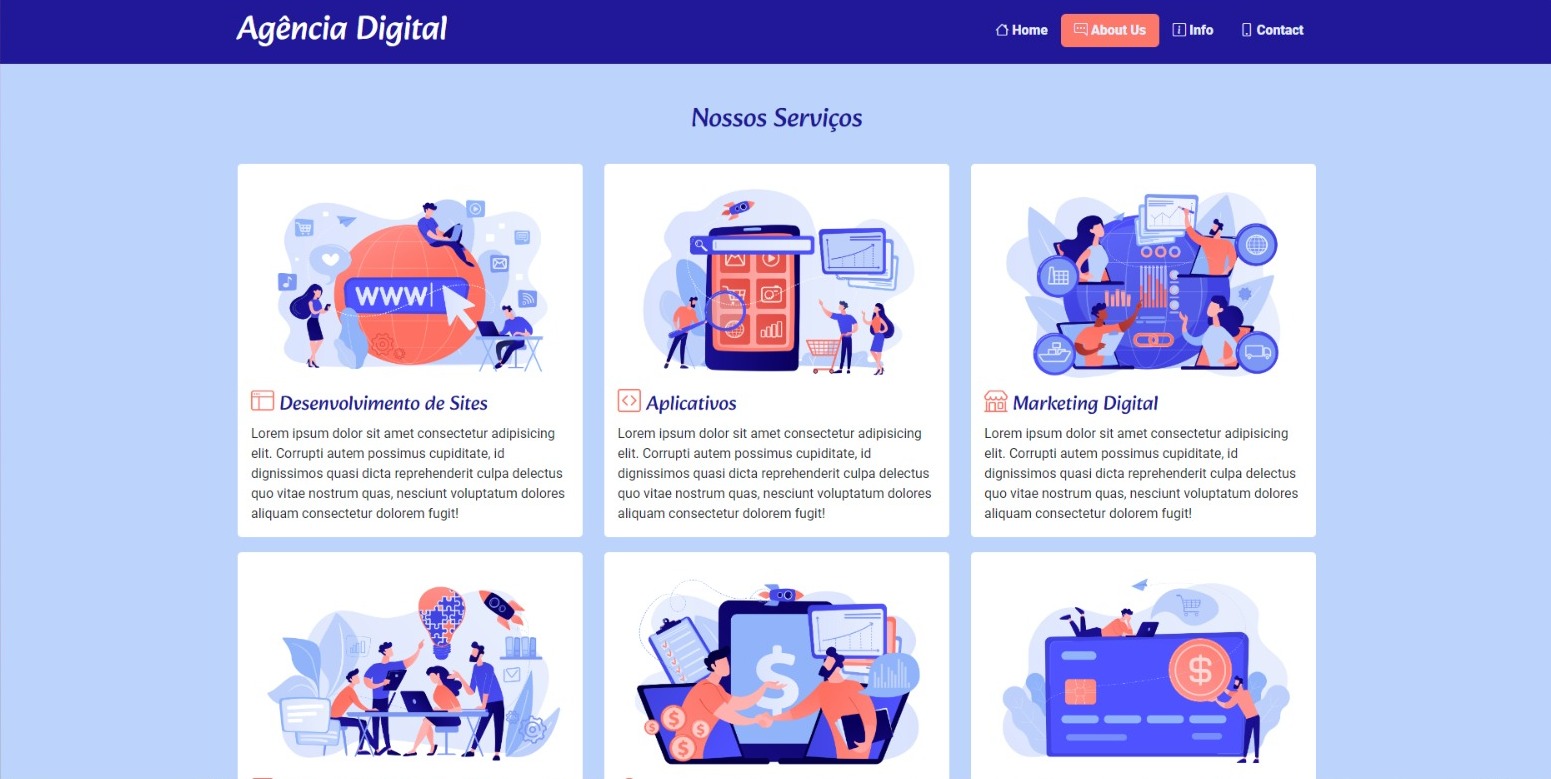 Agência Digital
Home
About Us
Info
Contact
Nossos Serviços
WWW
Desenvolvimento de Sites
Lorem ipsum dolor sit amet consectetur adipisicing
elit. Corrupti autem possimus cupiditate, id
dignissimos quasi dicta reprehenderit culpa delectus
quo vitae nostrum quas, nesciunt voluptatum dolores
aliquam consectetur dolorem fugit!
Aplicativos
Lorem ipsum dolor sit amet consectetur adipisicing
elit. Corrupti autem possimus cupiditate, id
dignissimos quasi dicta reprehenderit culpa delectus
quo vitae nostrum quas, nesciunt voluptatum dolores
aliquam consectetur dolorem fugit!
Marketing Digital
Lorem ipsum dolor sit amet consectetur adipisicing
elit. Corrupti autem possimus cupiditate, id
dignissimos quasi dicta reprehenderit culpa delectus
quo vitae nostrum quas, nesciunt voluptatum dolores
aliquam consectetur dolorem fugit!